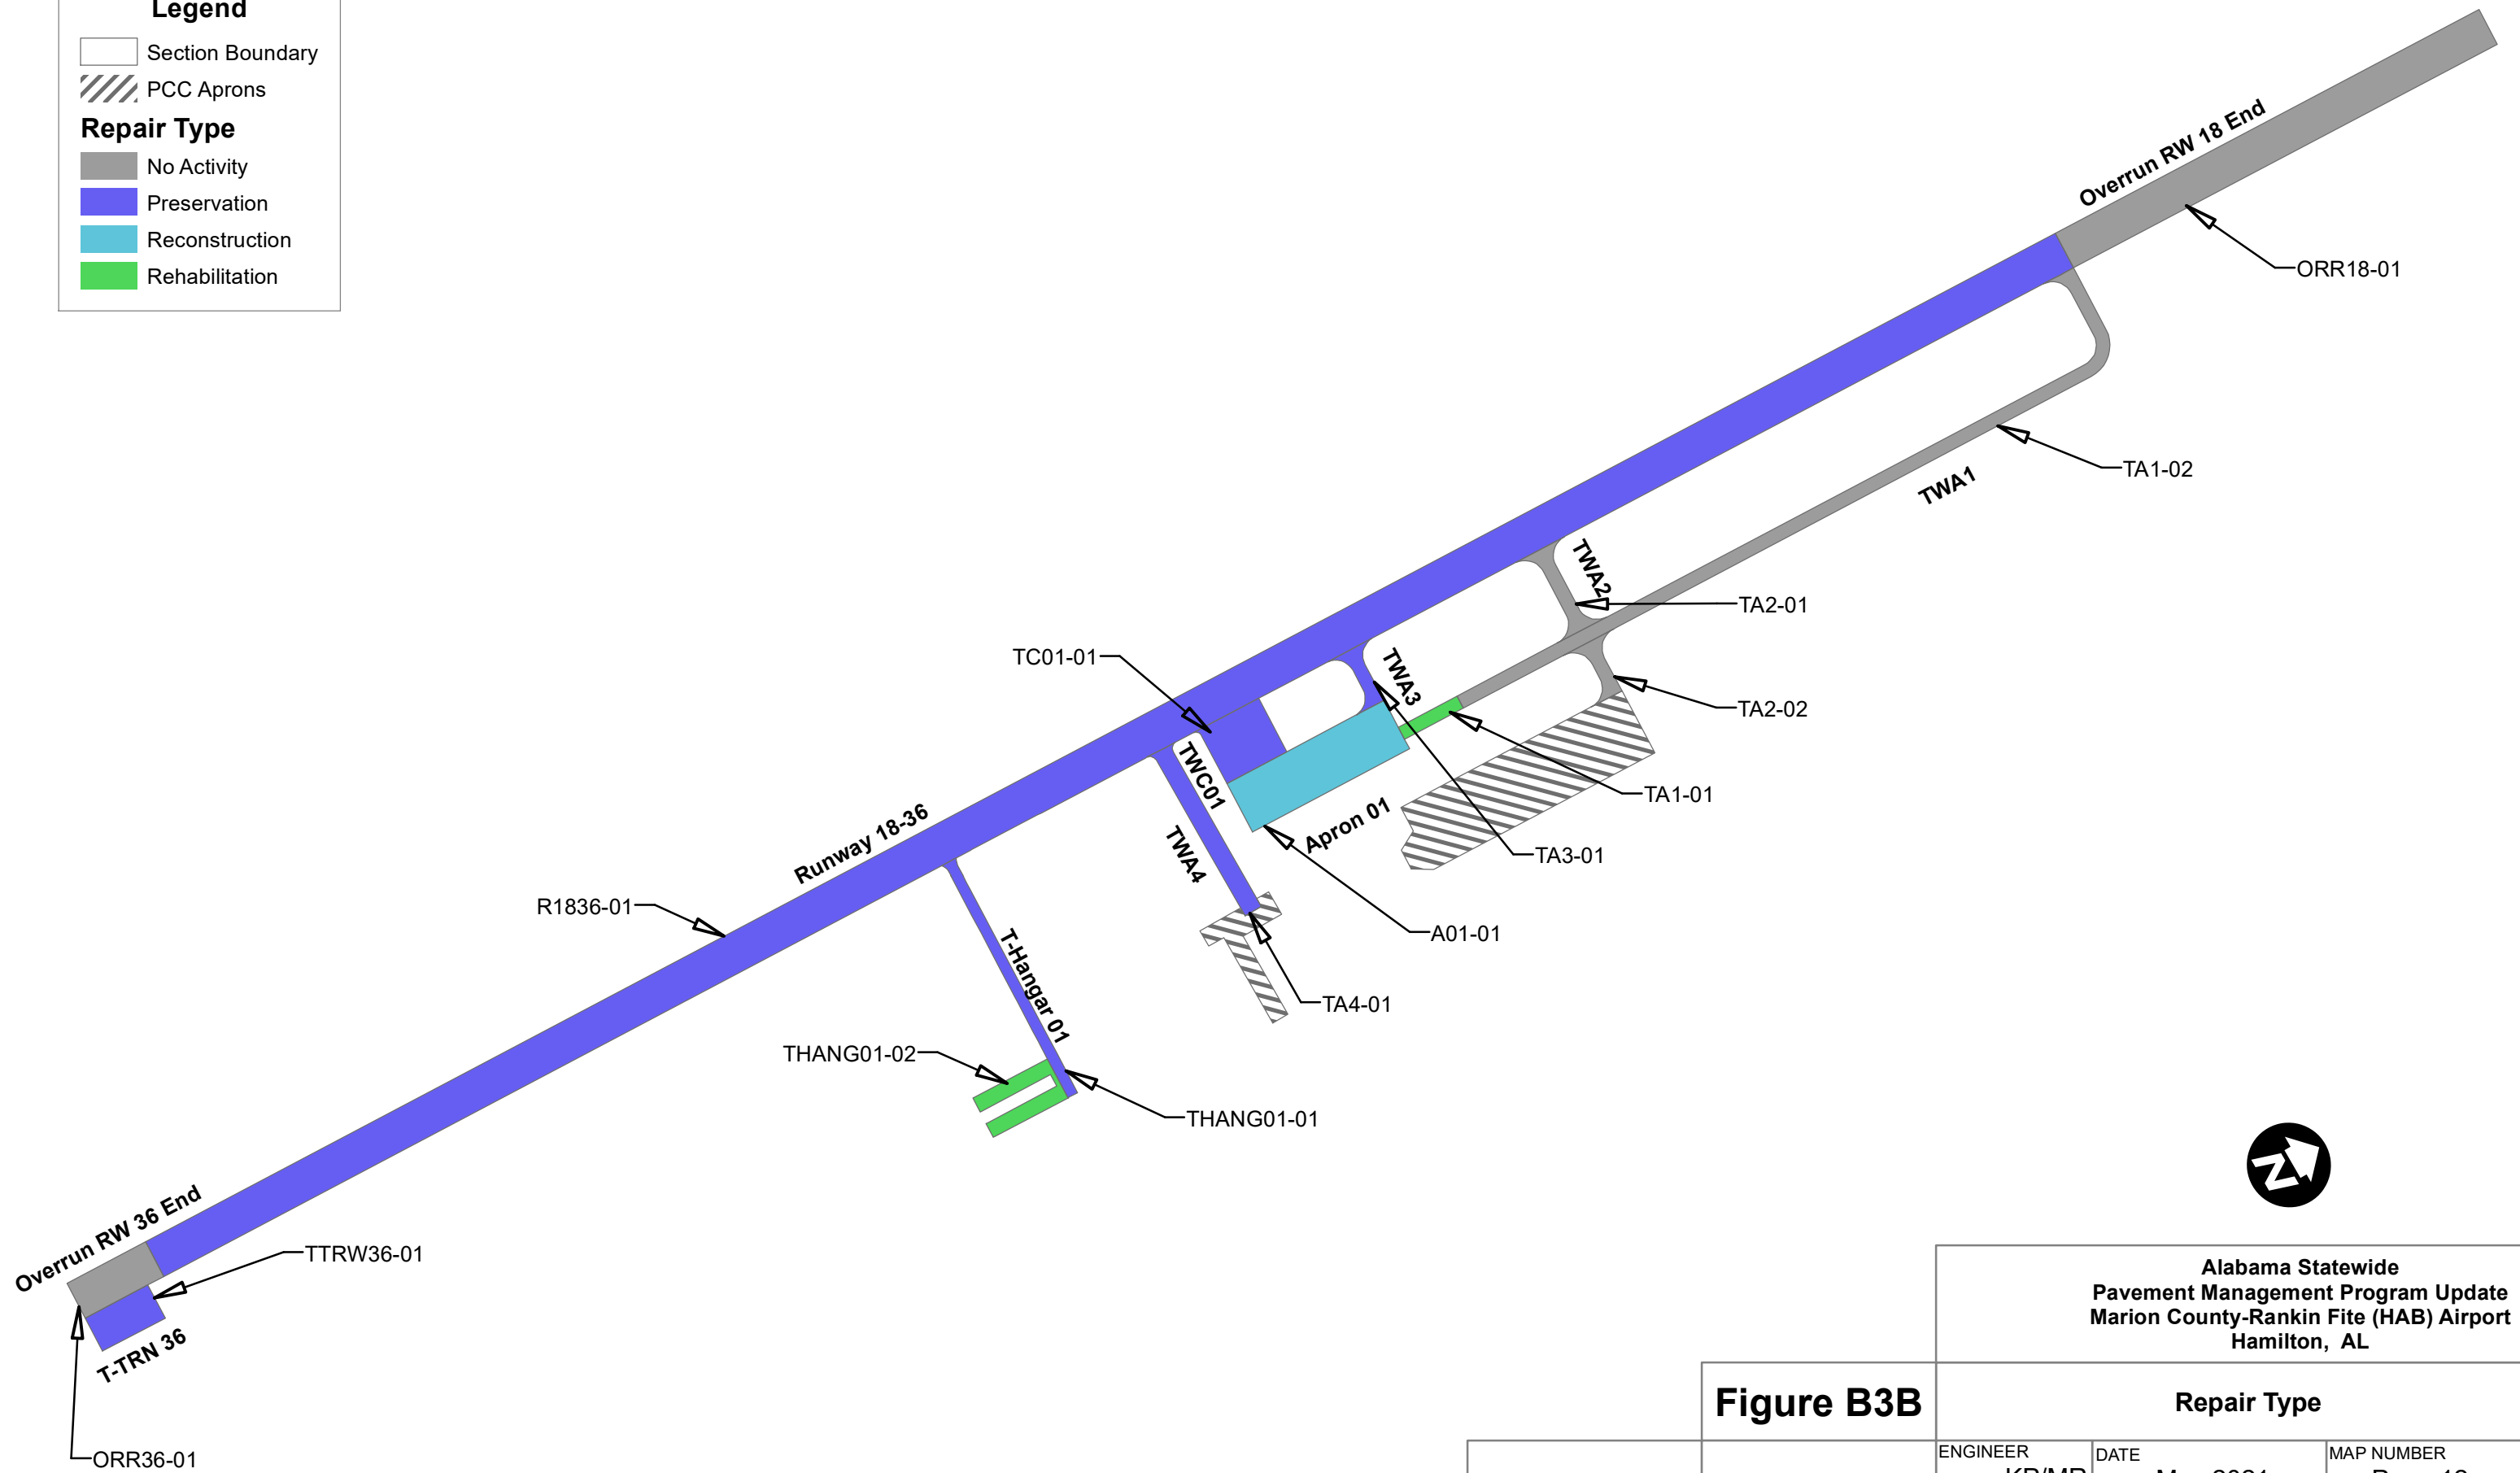 Legend
Section Boundary
PCC Aprons
Repair Type
No Activity
Preservation
Reconstruction
Rehabilitation
Overrun RW 18 End
ORR18-01
TA1-02
TWA1
TWA2
TA2-01
TC01-01
TWA3
TA2-02
TWC01
TA1-01
Apron 01
Runway 18-36
TWA4
TA3-01
R1836-01
A01-01
T-Hangar 01
TA4-01
THANG01-02
THANG01-01
Overrun RW 36 End
TTRW36-01
T-TRN 36
ORR36-01
N
Alabama Statewide
Pavement Management Program Update
Marion County-Rankin Fite (HAB) Airport
Hamilton, AL
Figure B3B
Repair Type
ENGINEER
DATE
MAP NUMBER